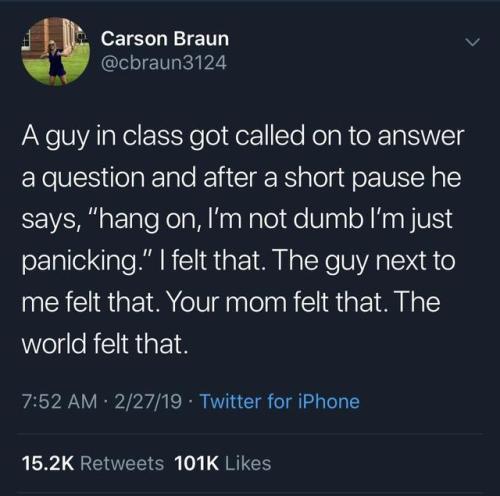 Carson Braun
@cbraun3124
A guy in class got called on to answer
a question and after a short pause he
says, “hang on, I’m not dumb I’m just
panicking.” I felt that. The guy next to
me felt that. Your mom felt that. The
world felt that.
7:52 AM · 2/27/19 · Twitter for iPhone
15.2K Retweets 101K Likes